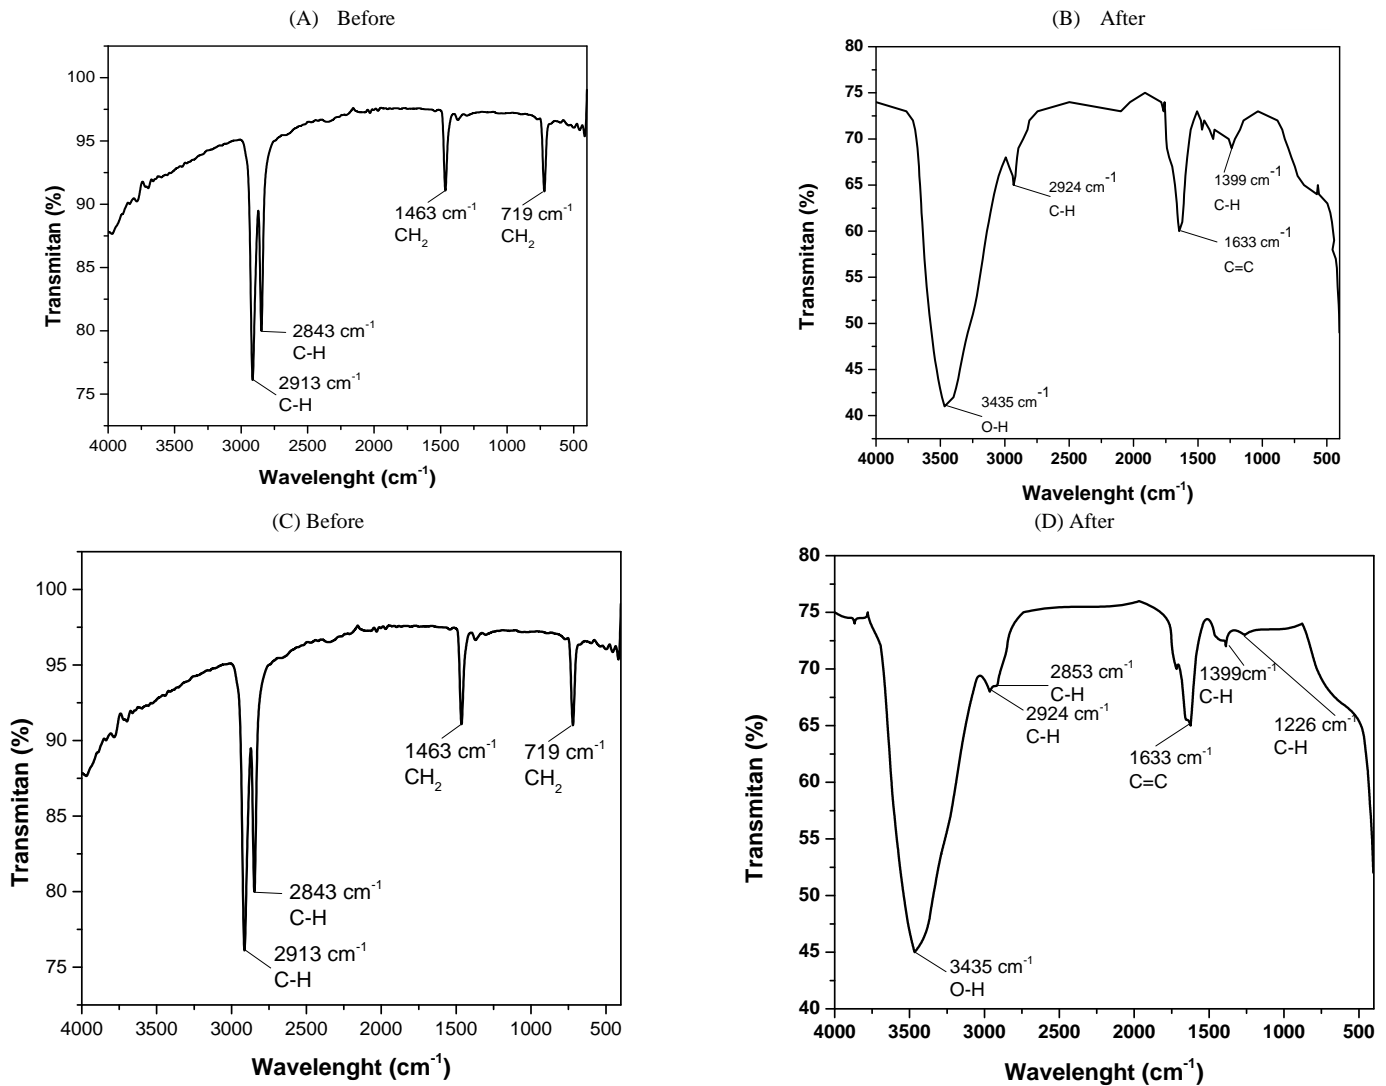 (A) Before
100
95
90
85
80
75
4000 3500 3000 2500 2000 1500 1000 500
Transmitan (%)
Wavelenght (cm-1)
1463 cm-1
CH2
719 cm-1
CH2
2843 cm-1
C-H
2913 cm-1
C-H
(B) After
80
75
70
65
60
55
50
45
40
4000 3500 3000 2500 2000 1500 1000 500
Transmitan (%)
Wavelenght (cm-1)
2924 cm-1
C-H
1399 cm-1
C-H
1633 cm-1
C=C
3435 cm-1
O-H
(C) Before
100
95
90
85
80
75
4000 3500 3000 2500 2000 1500 1000 500
Transmitan (%)
Wavelenght (cm-1)
1463 cm-1
CH2
719 cm-1
CH2
2843 cm-1
C-H
2913 cm-1
C-H
(D) After
80
75
70
65
60
55
50
45
40
4000 3500 3000 2500 2000 1500 1000 500
Transmitan (%)
Wavelenght (cm-1)
2853 cm-1
C-H
2924 cm-1
C-H
1399cm-1
C-H
1226 cm-1
C-H
1633 cm-1
C=C
3435 cm-1
O-H